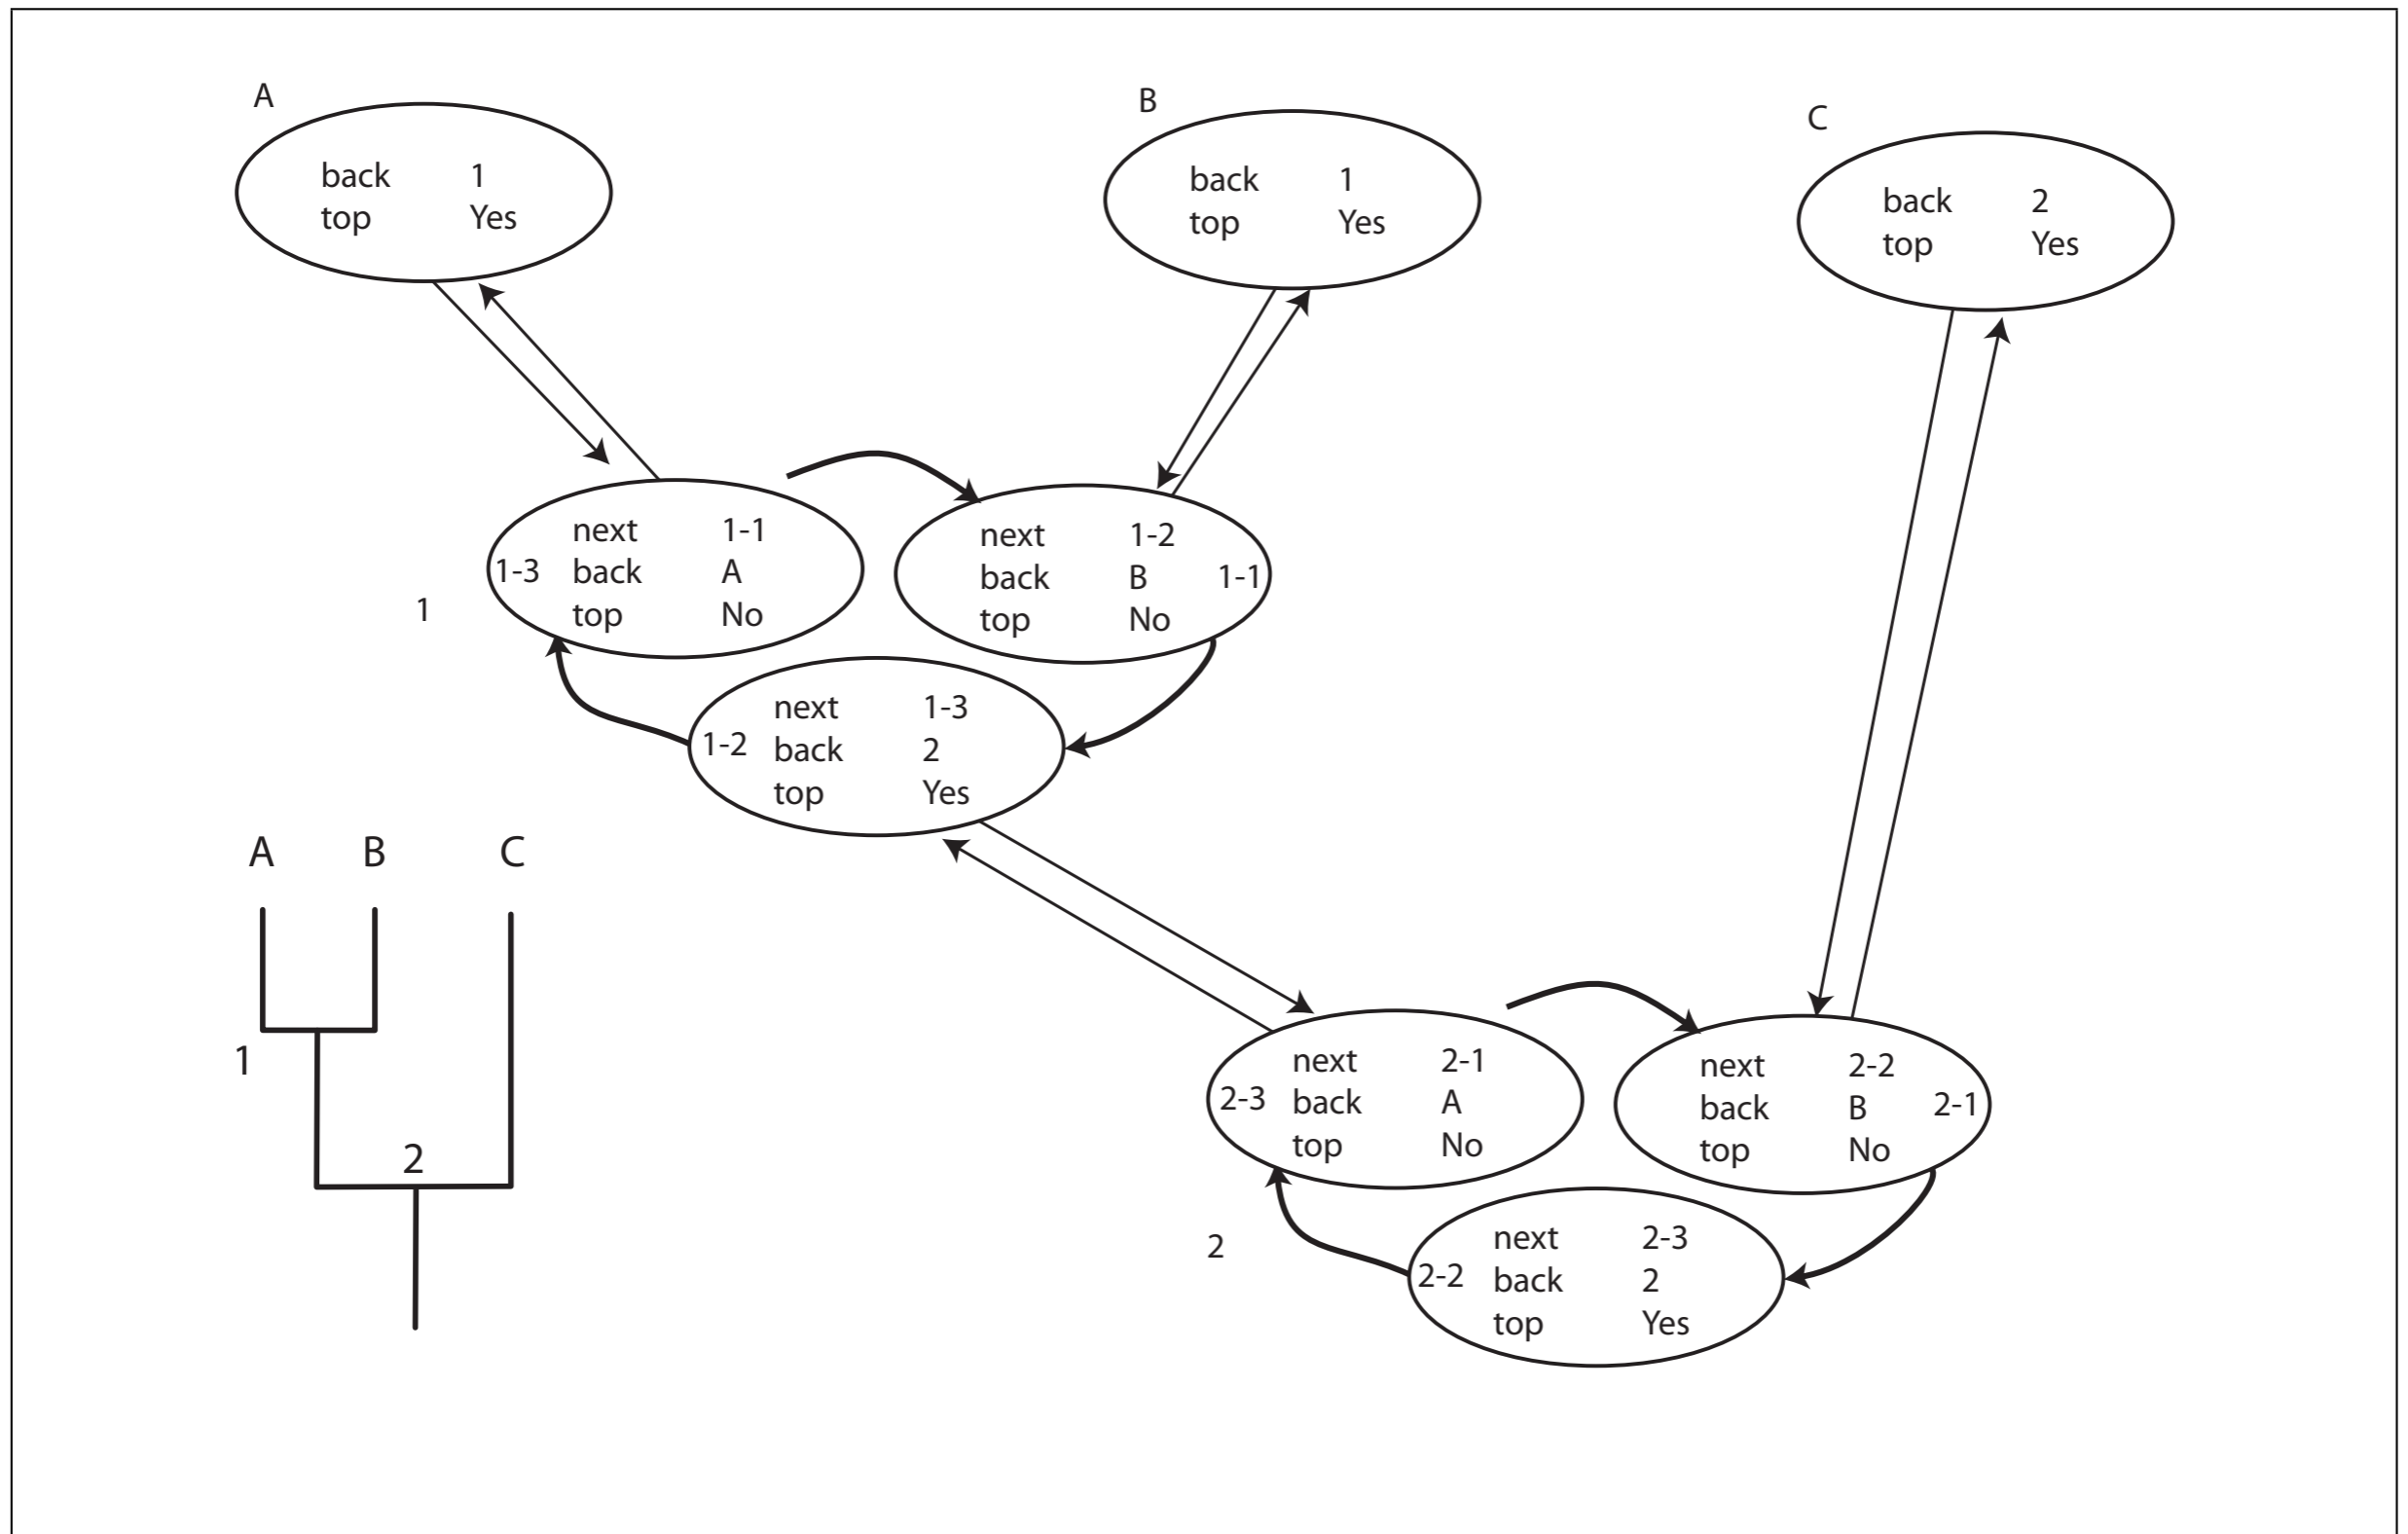 A
back 1
top Yes
B
back 1
top Yes
C
back 2
top Yes
1
1-3
next 1-1
back A
top No
next 1-2
back B
top No
1-1
1-2
next 1-3
back 2
top Yes
A B C
1
2
2
2-3
next 2-1
back A
top No
next 2-2
back B
top No
2-1
2-2
next 2-3
back 2
top Yes